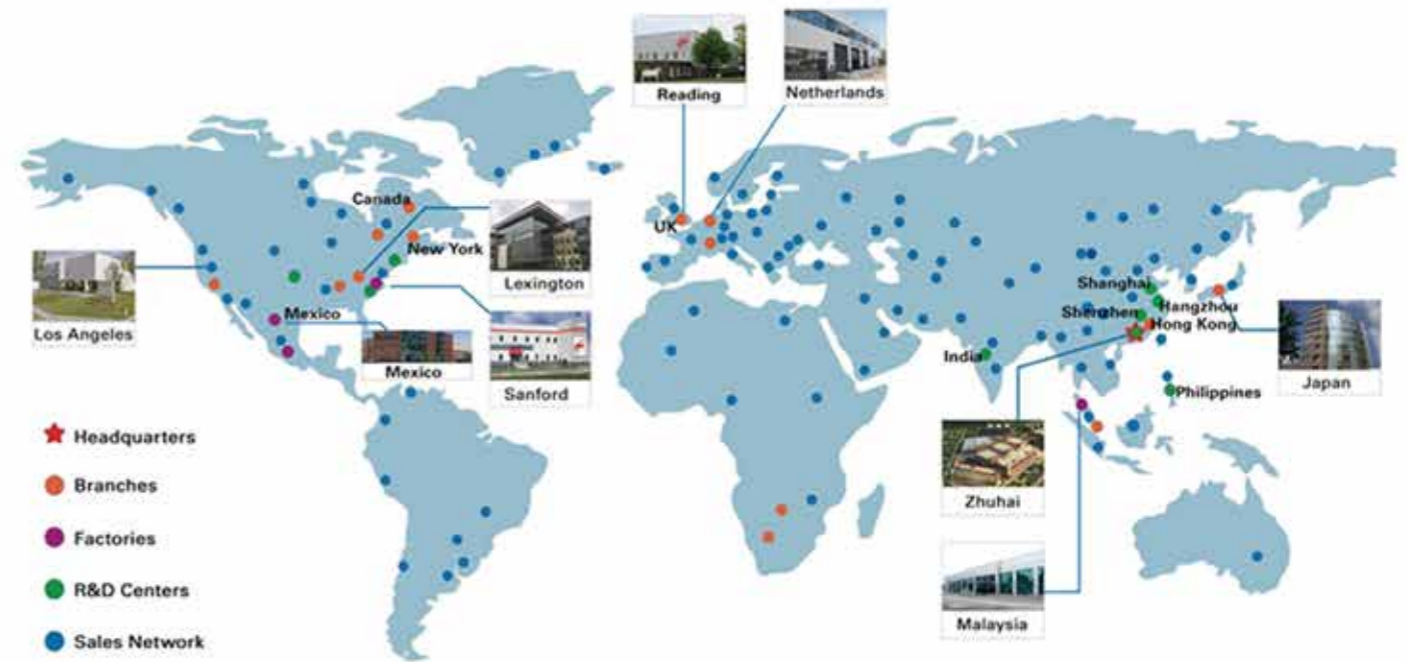 Reading
Netherlands
Canada
UK
New York
Lexington
Los Angeles
Mexico
Mexico
Sanford
Shanghai
Hangzhou
Shenzhen
Hong Kong
India
Philippines
Japan
Zhuhai
Malaysia
Headquarters
Branches
Factories
R&D Centers
Sales Network